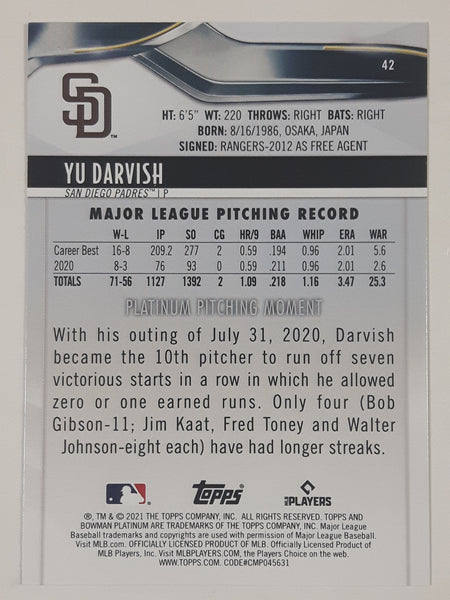 42
SD™
HT: 6'5" WT: 220 THROWS: RIGHT BATS: RIGHT
BORN: 8/16/1986, OSAKA, JAPAN
SIGNED: RANGERS-2012 AS FREE AGENT
YU DARVISH
SAN DIEGO PADRES™ | P
MAJOR LEAGUE PITCHING RECORD
W-L IP SO CG HR/9 BAA WHIP ERA WAR
Career Best 16-8 209.2 277 2 0.59 .194 0.96 2.01 5.6
2020 8-3 76 93 0 0.59 .211 0.96 2.01 2.6
TOTALS 71-56 1127 1392 2 1.09 .218 1.16 3.47 25.3
PLATINUM PITCHING MOMENT
With his outing of July 31, 2020, Darvish
became the 10th pitcher to run off seven
victorious starts in a row in which he allowed
zero or one earned runs. Only four (Bob
Gibson-11; Jim Kaat, Fred Toney and Walter
Johnson-eight each) have had longer streaks.
topps® MLB PLAYERS
®, TM, & © 2021 THE TOPPS COMPANY, INC. ALL RIGHTS RESERVED. TOPPS AND
BOWMAN PLATINUM ARE TRADEMARKS OF THE TOPPS COMPANY, INC. Major League
Baseball trademarks and copyrights are used with permission of Major League Baseball.
Visit MLB.com. OFFICIALLY LICENSED PRODUCT OF MLB. Officially Licensed Product of
MLB Players, Inc. Visit MLBPLAYERS.com, the Players Choice on the web.
WWW.TOPPS.COM. CODE#CMP045631